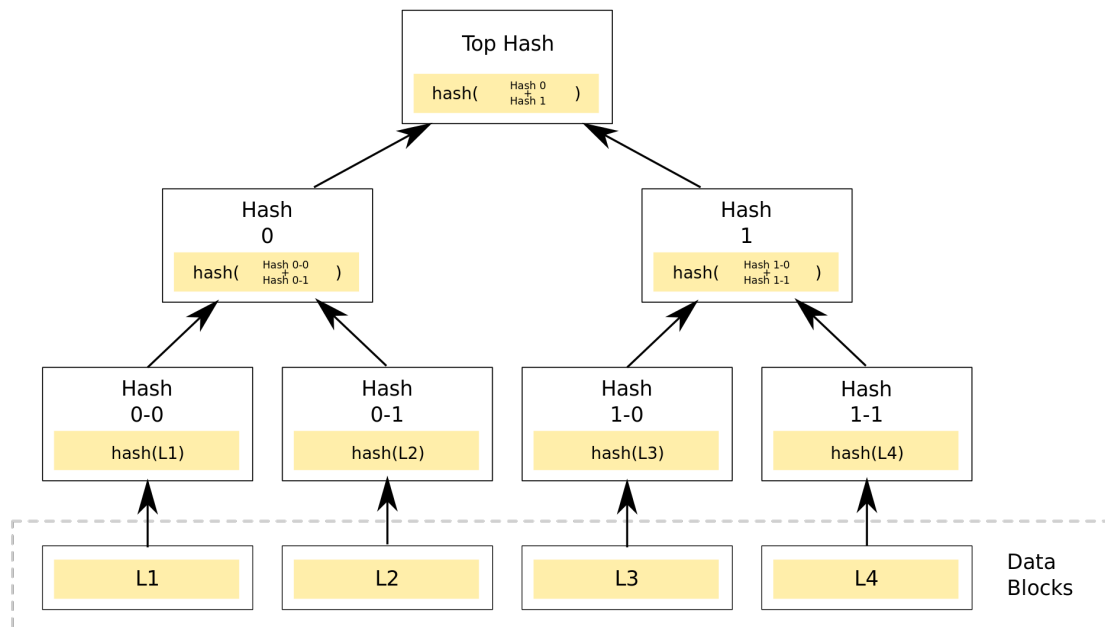 Top Hash
hash( Hash 0 + Hash 1 )
Hash
0
hash( Hash 0-0 + Hash 0-1 )
Hash
1
hash( Hash 1-0 + Hash 1-1 )
Hash
0-0
hash(L1)
Hash
0-1
hash(L2)
Hash
1-0
hash(L3)
Hash
1-1
hash(L4)
L1
L2
L3
L4
Data
Blocks